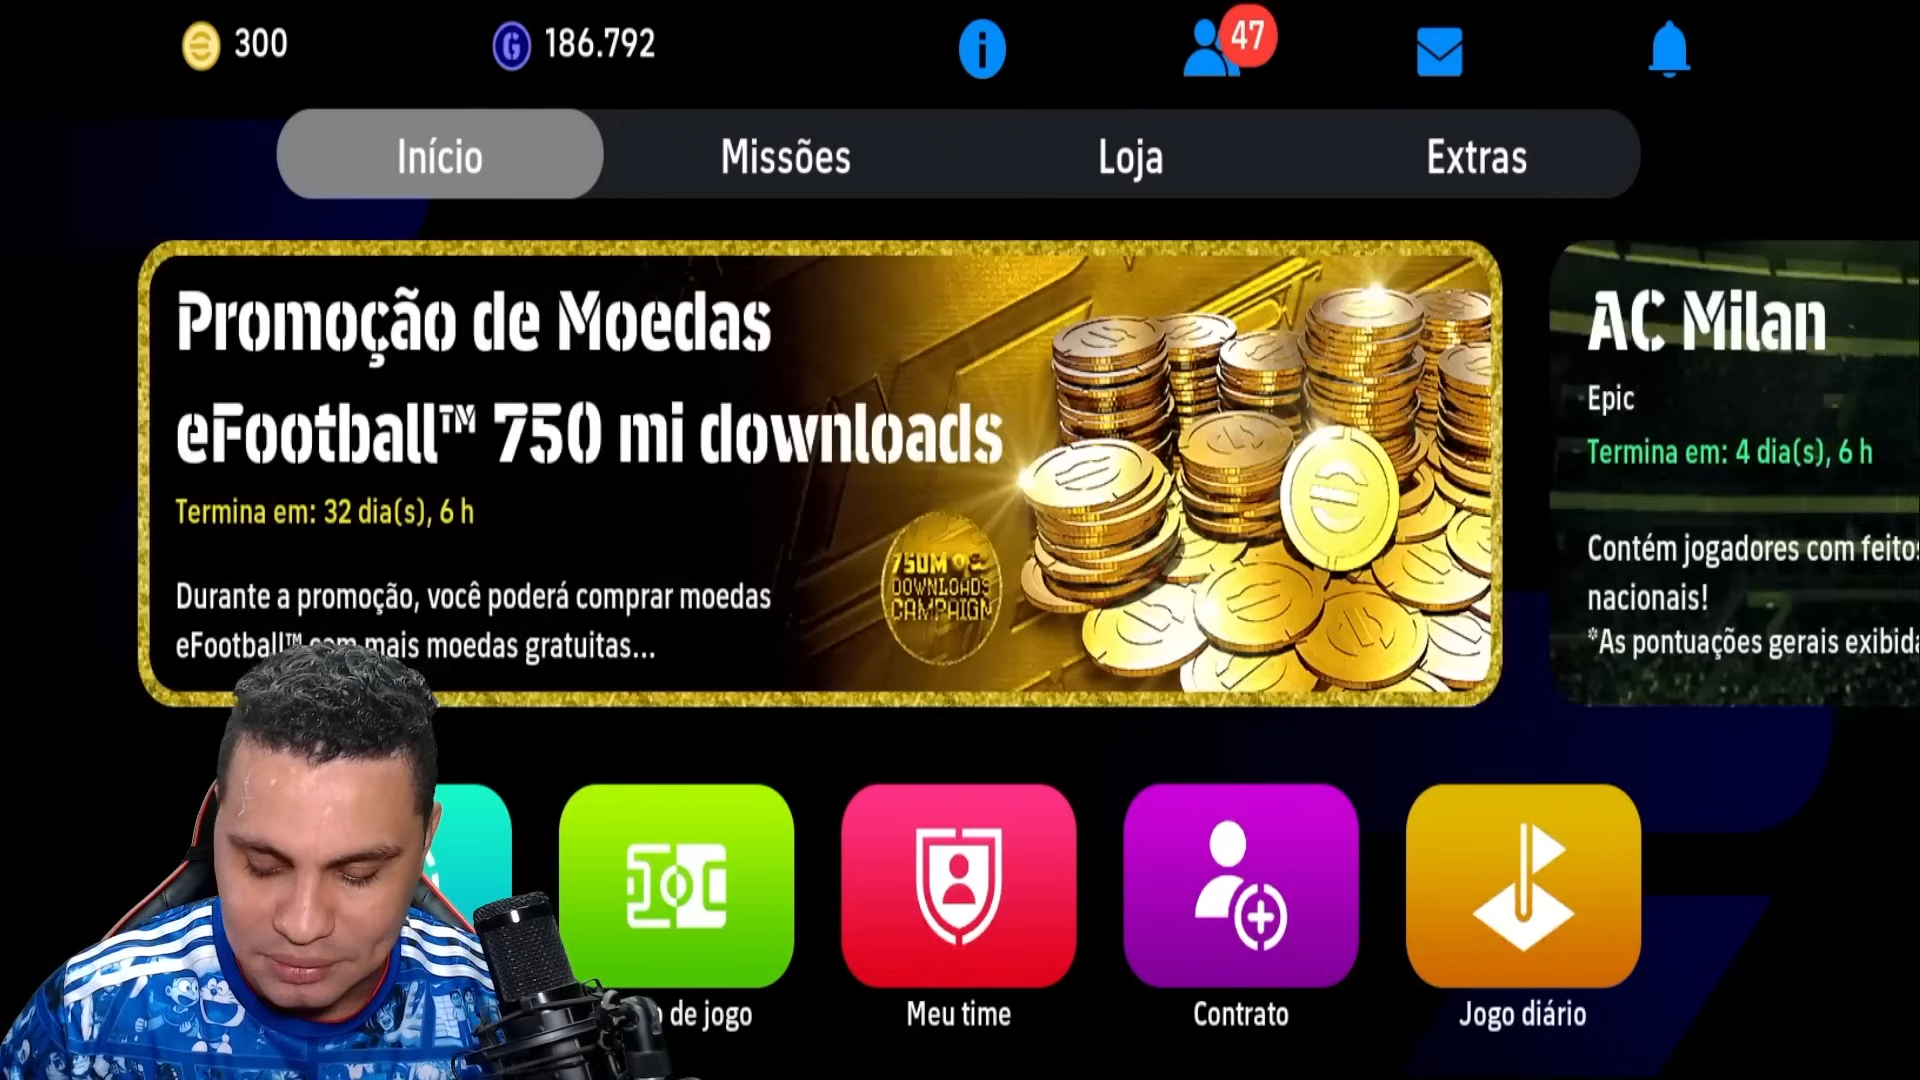 300
186.792
47
Início
Missões
Loja
Extras
Promoção de Moedas
eFootball™ 750 mi downloads
Termina em: 32 dia(s), 6 h
Durante a promoção, você poderá comprar moedas
eFootball™ com mais moedas gratuitas...
750M
DOWNLOADS
CAMPAIGN
AC Milan
Epic
Termina em: 4 dia(s), 6 h
Contém jogadores com feitos
nacionais!
*As pontuações gerais
de jogo
Meu time
Contrato
Jogo diário